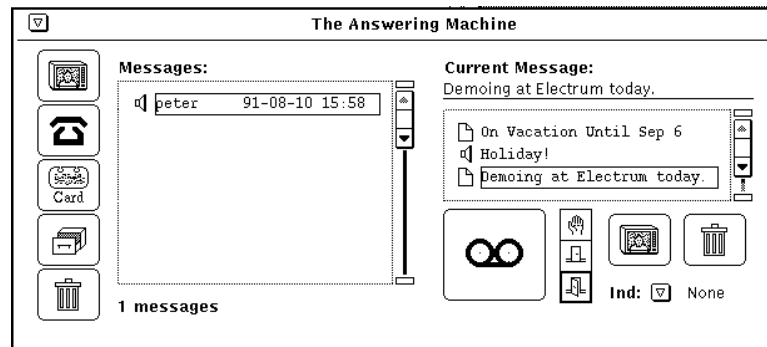 The Answering Machine
Messages:
peter 91-08-10 15:58
1 messages
Card
Current Message:
Demoing at Electrum today.
On Vacation Until Sep 6
Holiday!
Demoing at Electrum today.
Ind: None